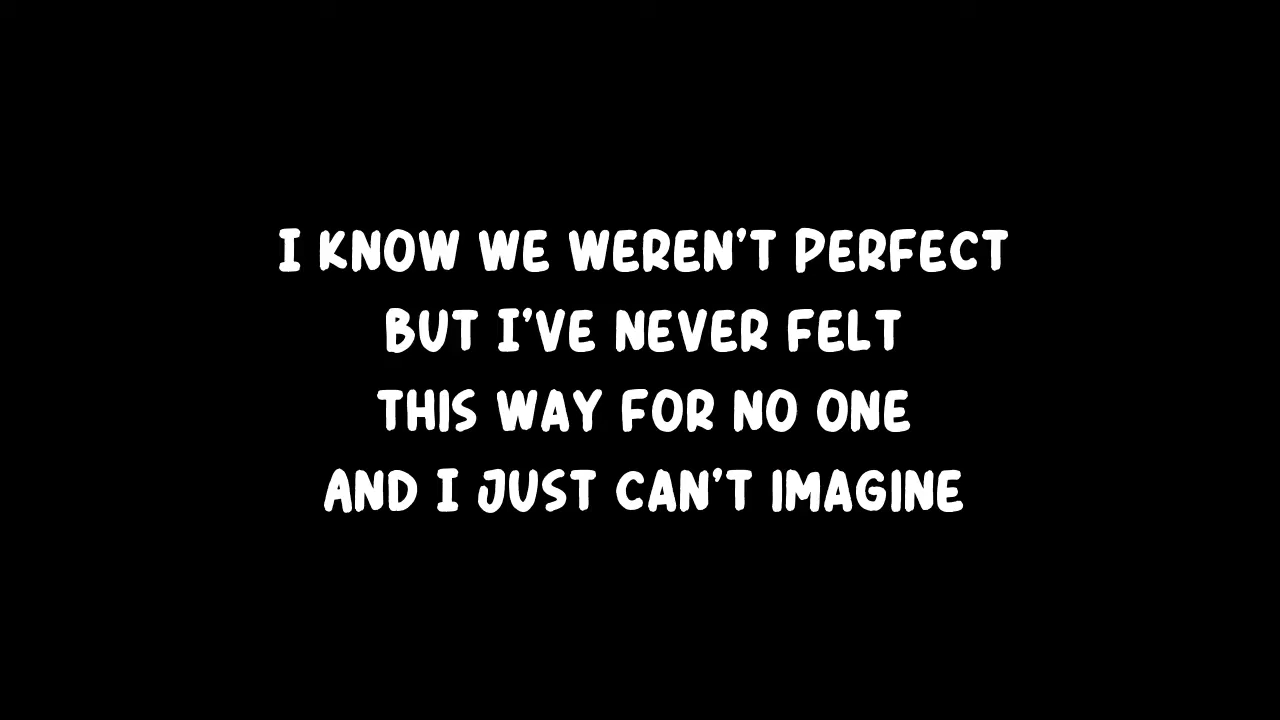 I KNOW WE WEREN'T PERFECT
BUT I'VE NEVER FELT
THIS WAY FOR NO ONE
AND I JUST CAN'T IMAGINE